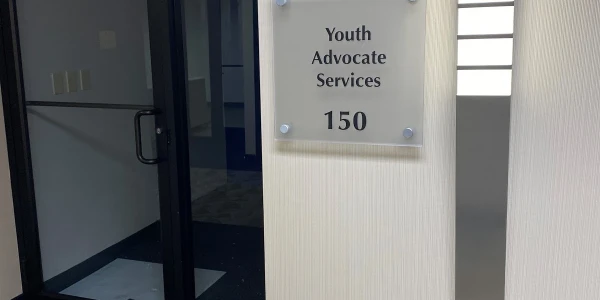 Youth
Advocate
Services
150